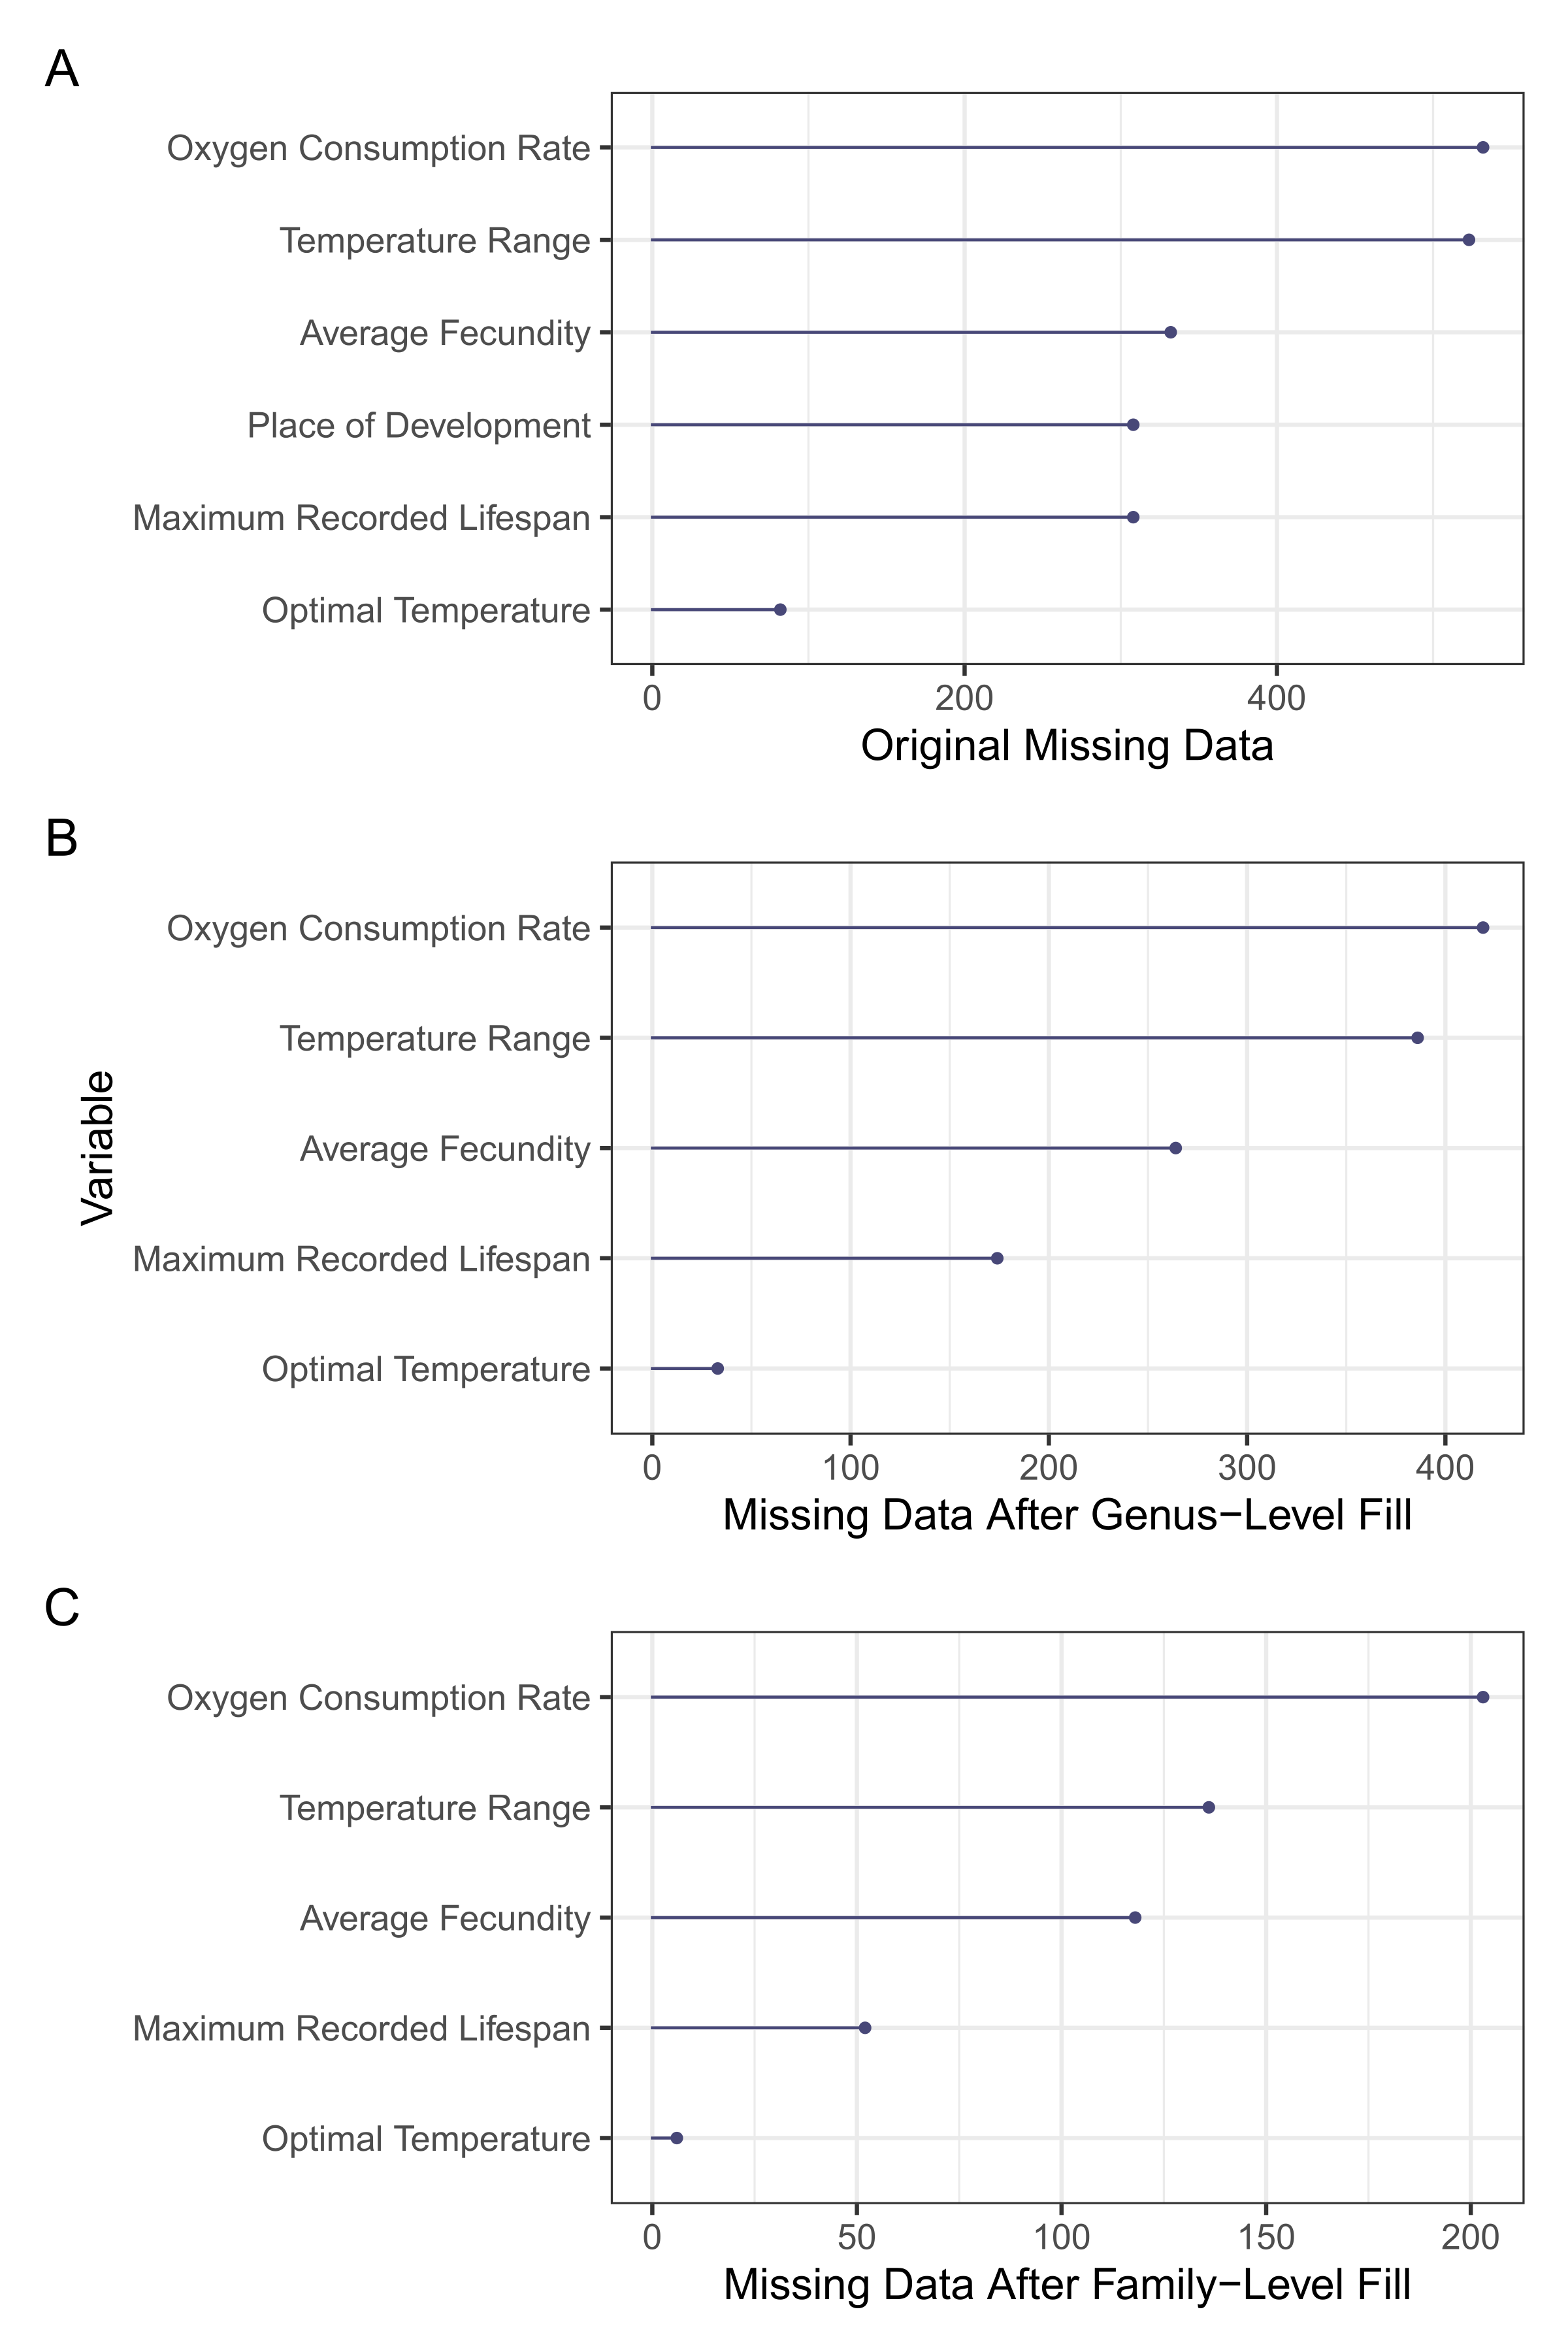 A
Oxygen Consumption Rate
Temperature Range
Average Fecundity
Place of Development
Maximum Recorded Lifespan
Optimal Temperature
0 200 400
Original Missing Data
B
Variable
Oxygen Consumption Rate
Temperature Range
Average Fecundity
Maximum Recorded Lifespan
Optimal Temperature
0 100 200 300 400
Missing Data After Genus−Level Fill
C
Oxygen Consumption Rate
Temperature Range
Average Fecundity
Maximum Recorded Lifespan
Optimal Temperature
0 50 100 150 200
Missing Data After Family−Level Fill